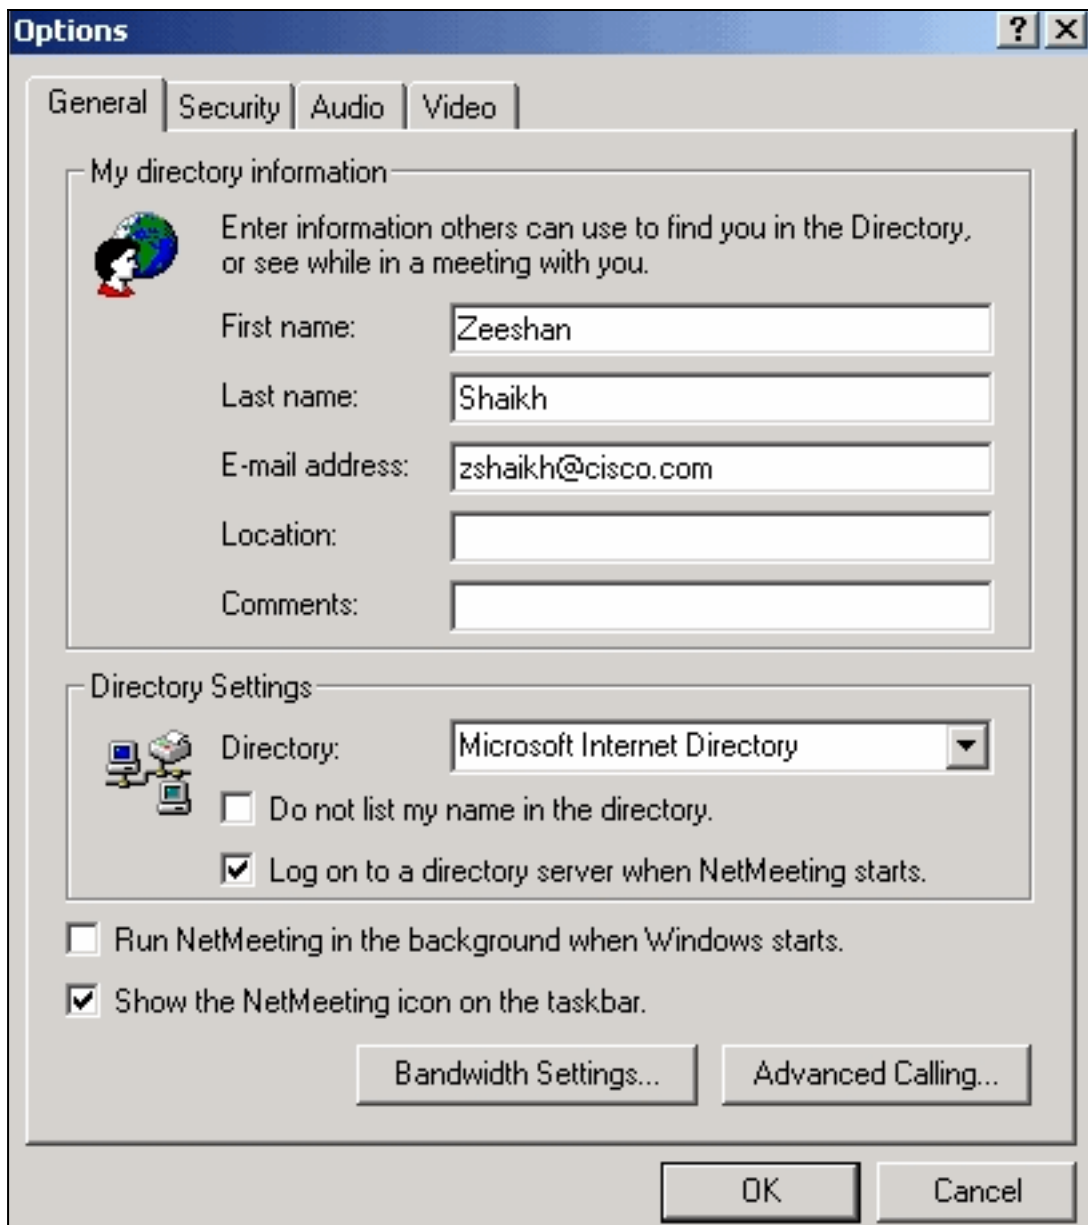 Options
General Security Audio Video
My directory information
Enter information others can use to find you in the Directory,
or see while in a meeting with you.
First name: Zeeshan
Last name: Shaikh
E-mail address: zshaikh@cisco.com
Location:
Comments:
Directory Settings
Directory: Microsoft Internet Directory
Do not list my name in the directory.
Log on to a directory server when NetMeeting starts.
Run NetMeeting in the background when Windows starts.
Show the NetMeeting icon on the taskbar.
Bandwidth Settings... Advanced Calling...
OK Cancel